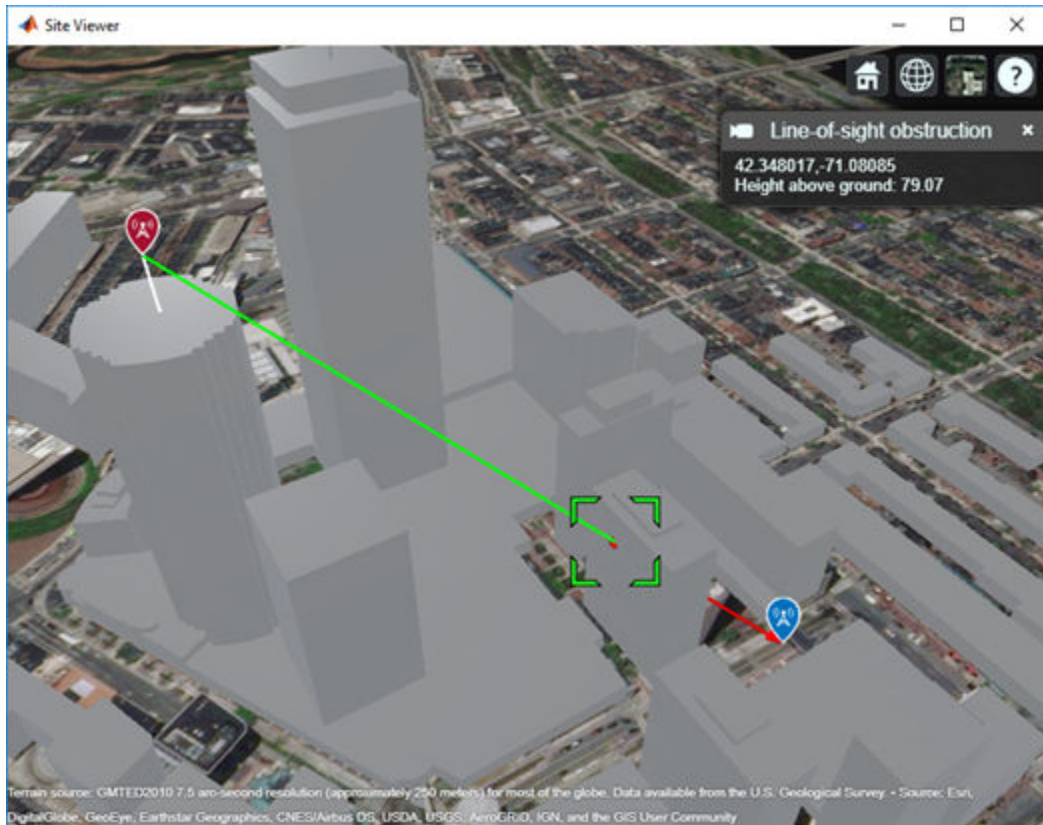 Site Viewer
Line-of-sight obstruction
42.348017,-71.08085
Height above ground: 79.07
Terrain source: GMTED2010 7.5 arc-second resolution (approximately 250 meters) for most of the globe. Data available from the U.S. Geological Survey. - Source: Esri,
DigitalGlobe, GeoEye, Earthstar Geographics, CNES/Airbus DS, USDA, USGS, AeroGRID, IGN, and the GIS User Community